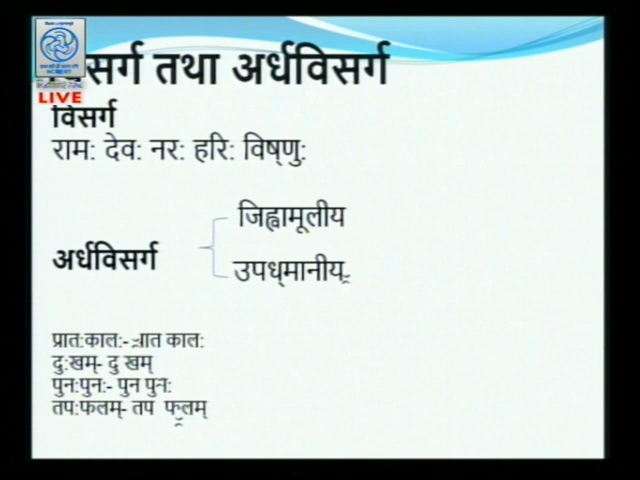 विसर्ग तथा अर्धविसर्ग
LIVE
विसर्ग
राम: देव: नर: हरि: विष्णु:
जिह्वामूलीय
अर्धविसर्ग
उपध्मानीय
प्रात:काल:- प्रात काल:
दु:खम्- दु खम्
पुन:पुन:- पुन पुन:
तप:फलम्- तप फलम्